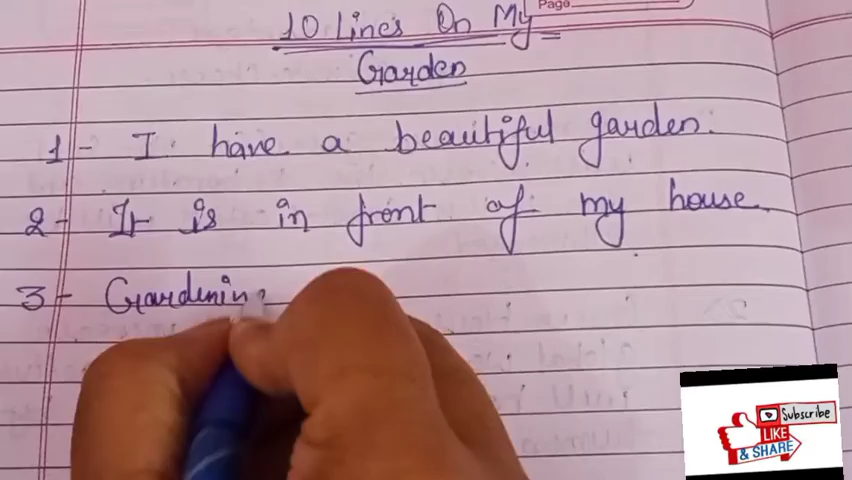 Page
10 Lines On My
Garden
1- I have a beautiful garden.
2- It is in front of my house.
3- Gardening
Subscribe
LIKE
& SHARE